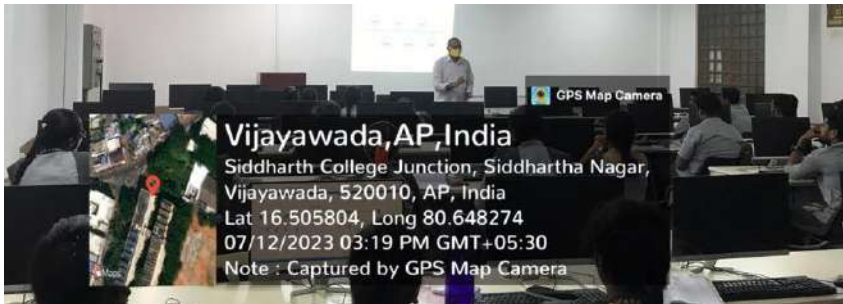 GPS Map Camera
Vijayawada,AP,India
Siddharth College Junction, Siddhartha Nagar,
Vijayawada, 520010, AP, India
Lat 16.505804, Long 80.648274
07/12/2023 03:19 PM GMT+05:30
Note : Captured by GPS Map Camera
Maps